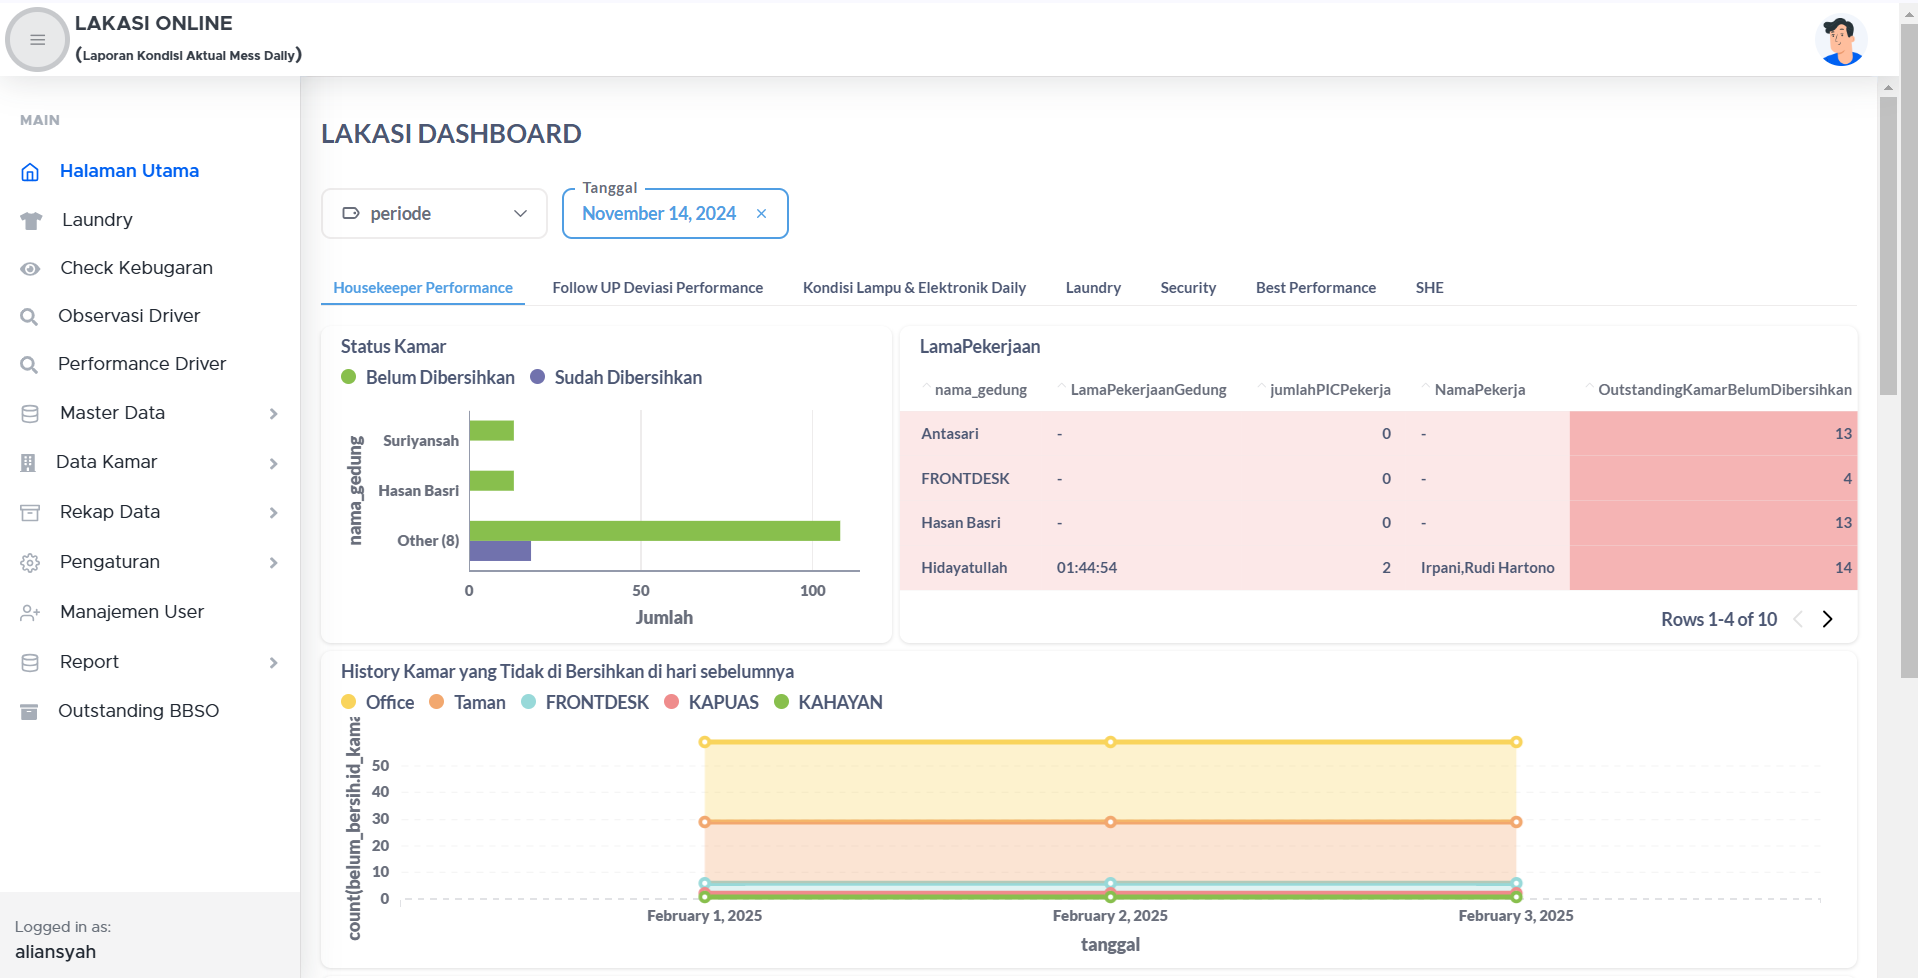 LAKASI ONLINE
(Laporan Kondisi Aktual Mess Daily)
MAIN
Halaman Utama
Laundry
Check Kebugaran
Observasi Driver
Performance Driver
Master Data
Data Kamar
Rekap Data
Pengaturan
Manajemen User
Report
Outstanding BBSO
Logged in as:
aliansyah
LAKASI DASHBOARD
periode
Tanggal
November 14, 2024 ×
Housekeeper Performance Follow UP Deviasi Performance Kondisi Lampu & Elektronik Daily Laundry Security Best Performance SHE
Status Kamar
Belum Dibersihkan Sudah Dibersihkan
nama_gedung
Suriyansah
Hasan Basri
Other (8)
0 50 100
Jumlah
LamaPekerjaan
nama_gedung LamaPekerjaanGedung jumlahPICPekerja NamaPekerja OutstandingKamarBelumDibersihkan
Antasari - 0 - 13
FRONTDESK - 0 - 4
Hasan Basri - 0 - 13
Hidayatullah 01:44:54 2 Irpani,Rudi Hartono 14
Rows 1-4 of 10
History Kamar yang Tidak di Bersihkan di hari sebelumnya
Office Taman FRONTDESK KAPUAS KAHAYAN
count(belum_bersih.id_kama
50
40
30
20
10
0
February 1, 2025 February 2, 2025 February 3, 2025
tanggal